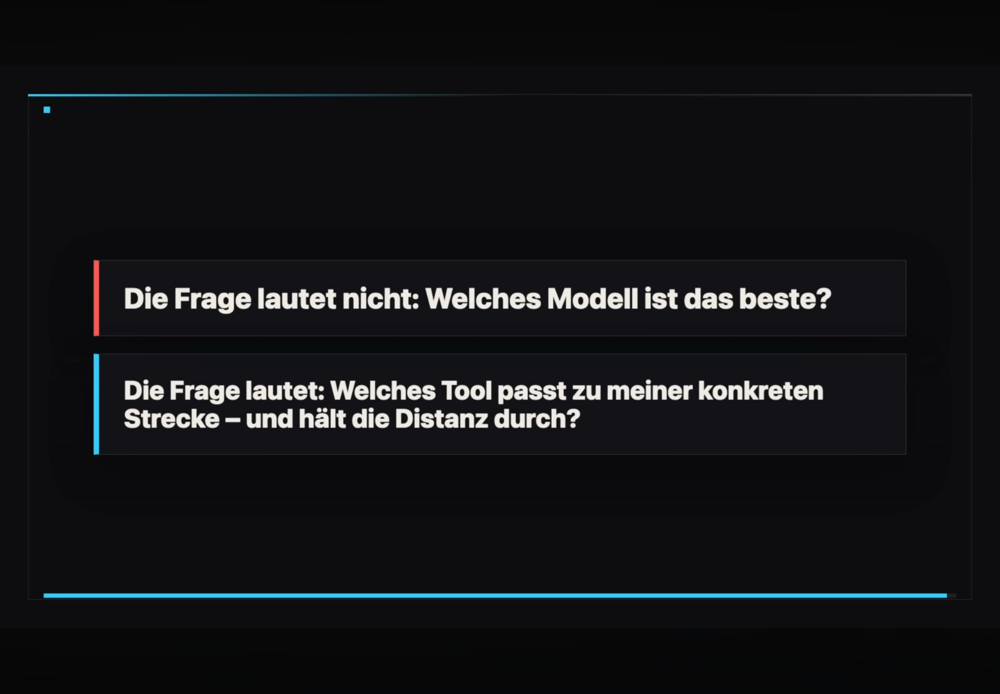 Die Frage lautet nicht: Welches Modell ist das beste?
Die Frage lautet: Welches Tool passt zu meiner konkreten
Strecke – und hält die Distanz durch?